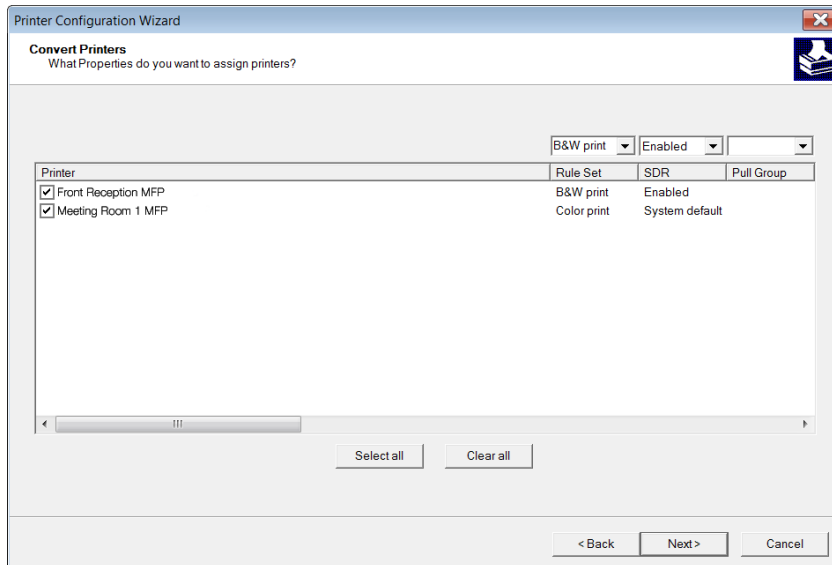 Printer Configuration Wizard
Convert Printers
What Properties do you want to assign printers?
B&W print Enabled
Printer Rule Set SDR Pull Group
Front Reception MFP B&W print Enabled
Meeting Room 1 MFP Color print System default
Select all Clear all
< Back Next > Cancel